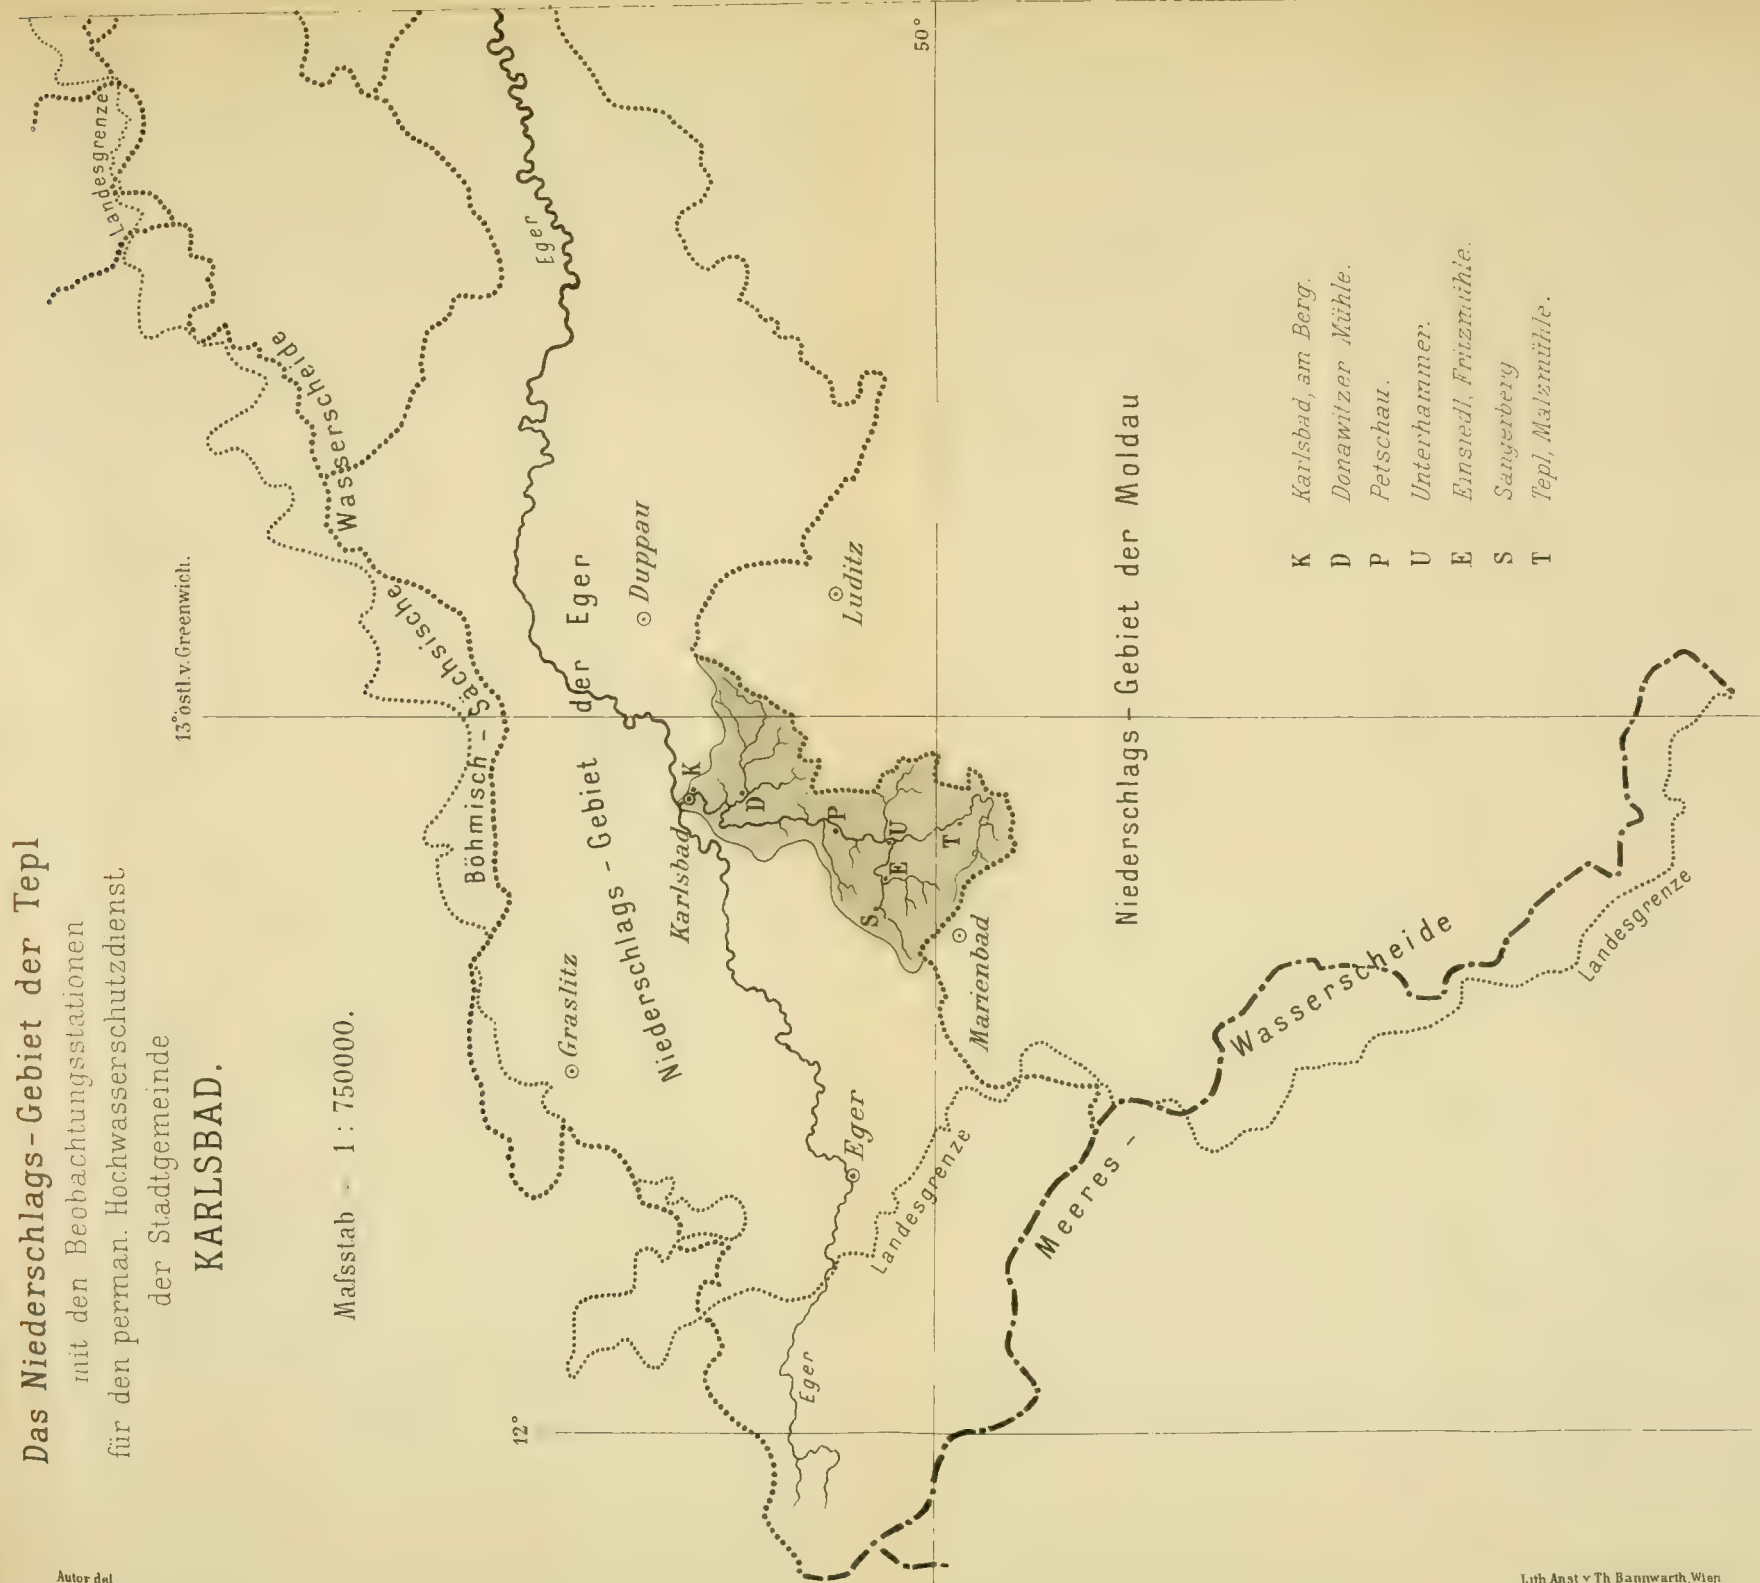 Das Niederschlags-Gebiet der Tepl
mit den Beobachtungsstationen
für den perman. Hochwasserschutzdienst
der Stadtgemeinde
KARLSBAD.
Maſsstab - 1 : 750000.
13° östl. v. Greenwich.
12°
50°
Landesgrenze
Böhmisch - Sächsische Wasserscheide
Eger
Niederschlags - Gebiet der Eger
der Eger
Graslitz
Duppau
Karlsbad
Luditz
Eger
Eger
Marienbad
K
D
P
U
E
S
T
Landesgrenze
Meeres - Wasserscheide
Landesgrenze
Niederschlags - Gebiet der Moldau
K Karlsbad, am Berg.
D Donawitzer Mühle.
P Petschau.
U Unterhammer.
E Einsiedl, Fritzmühle.
S Sangerberg
T Tepl, Malzmühle.
Autor del
Lith Anst v Th Bannwarth, Wien